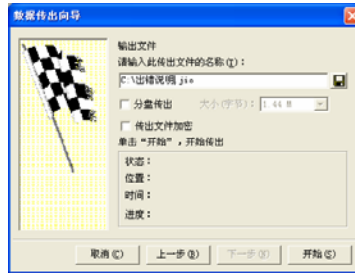 数据传出向导
输出文件
请输入此传出文件的名称(I)：
C:\出错说明.jio
分盘传出 大小(字节)：1.44 M
传出文件加密
单击“开始”，开始传出
状态：
位置：
时间：
进度：
取消(C) 上一步(B) 下一步(N) 开始(S)